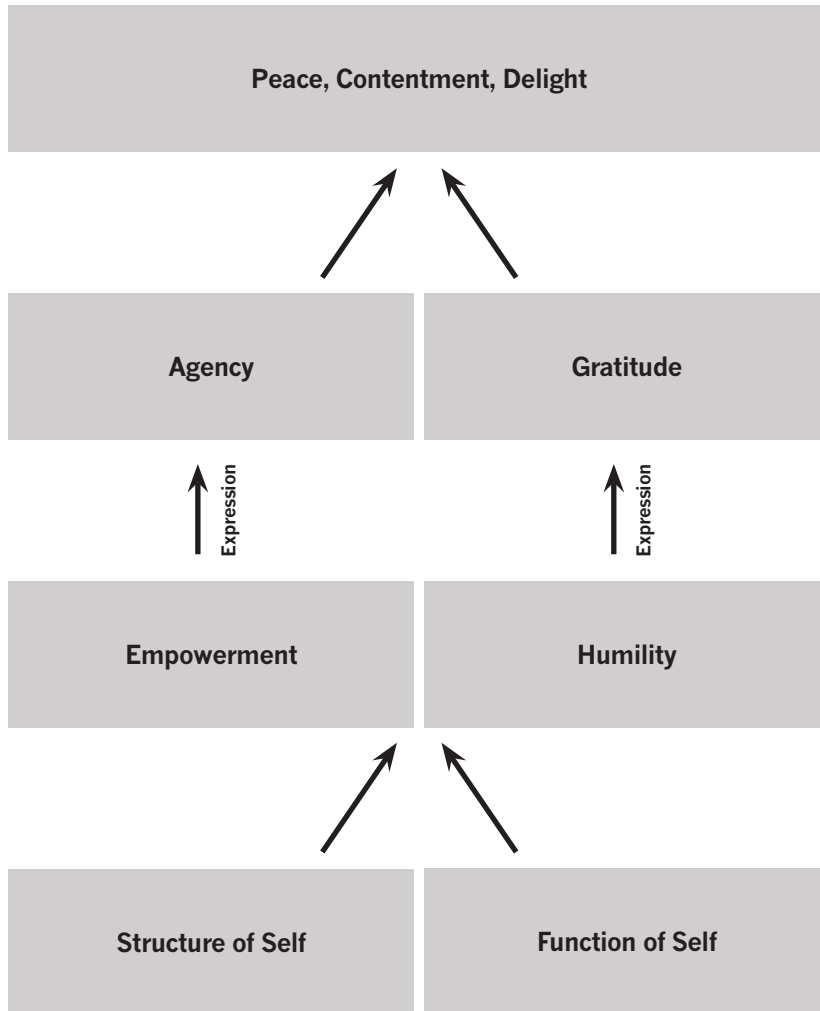 Peace, Contentment, Delight
Agency
Gratitude
Expression
Expression
Empowerment
Humility
Structure of Self
Function of Self